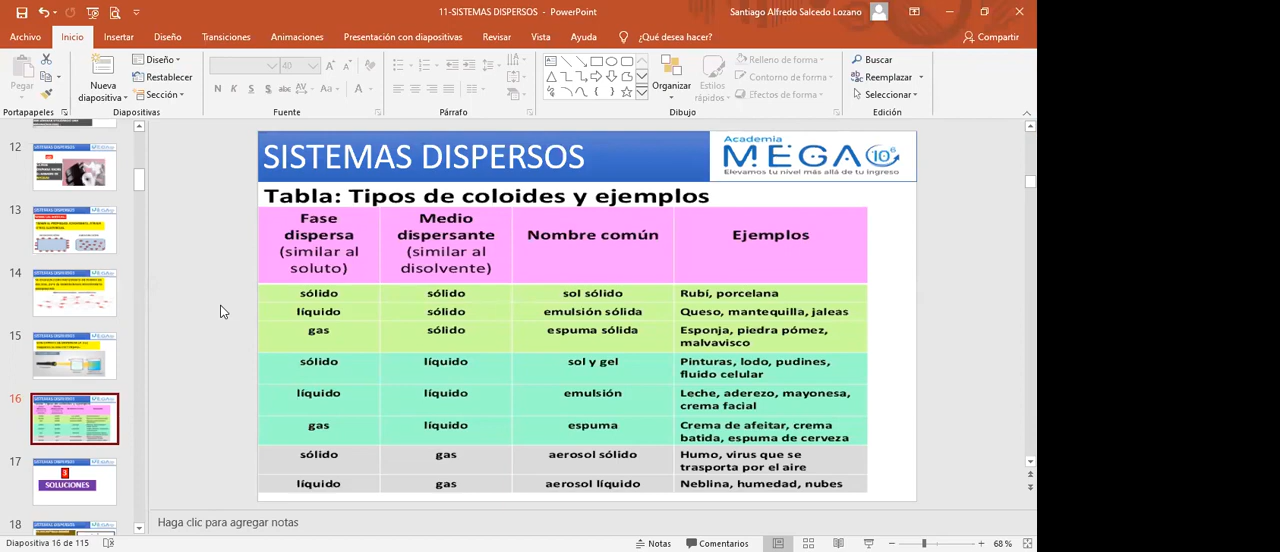 11-SISTEMAS DISPERSOS - PowerPoint
Santiago Alfredo Salcedo Lozano
Archivo Inicio Insertar Diseño Transiciones Animaciones Presentación con diapositivas Revisar Vista Ayuda ¿Qué desea hacer? Compartir
Pegar
Nueva diapositiva
Diseño
Restablecer
Sección
40
N K S abc AV Aa A
Organizar
Estilos rápidos
Relleno de forma
Contorno de forma
Efectos de forma
Buscar
Reemplazar
Seleccionar
Portapapeles Diapositivas Fuente Párrafo Dibujo Edición
12
13
14
15
16
17
SISTEMAS DISPERSOS
3
SOLUCIONES
18
SISTEMAS DISPERSOS
Academia
MEGA 10
Elevamos tu nivel más allá de tu ingreso
Tabla: Tipos de coloides y ejemplos
Fase dispersa (similar al soluto) Medio dispersante (similar al disolvente) Nombre común Ejemplos
sólido sólido sol sólido Rubí, porcelana
líquido sólido emulsión sólida Queso, mantequilla, jaleas
gas sólido espuma sólida Esponja, piedra pómez,
malvavisco
sólido líquido sol y gel Pinturas, lodo, pudines,
fluido celular
líquido líquido emulsión Leche, aderezo, mayonesa,
crema facial
gas líquido espuma Crema de afeitar, crema
batida, espuma de cerveza
sólido gas aerosol sólido Humo, virus que se
trasporta por el aire
líquido gas aerosol líquido Neblina, humedad, nubes
Haga clic para agregar notas
Diapositiva 16 de 115 Notas Comentarios 68 %